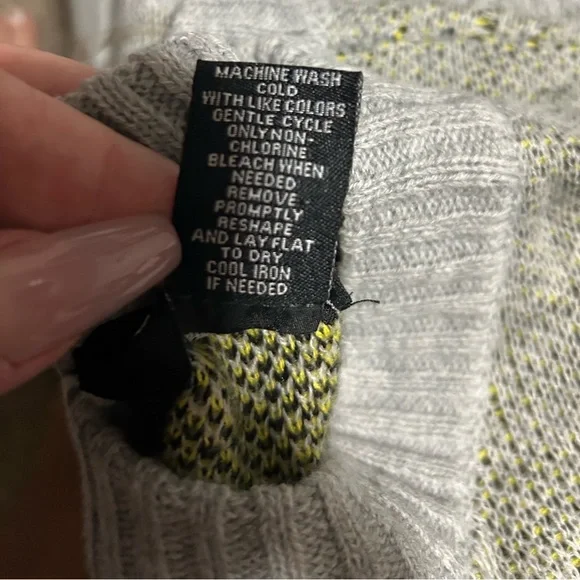 MACHINE WASH
COLD
WITH LIKE COLORS
GENTLE CYCLE
ONLY NON-
CHLORINE
BLEACH WHEN
NEEDED
REMOVE
PROMPTLY
RESHAPE
AND LAY FLAT
TO DRY
COOL IRON
IF NEEDED